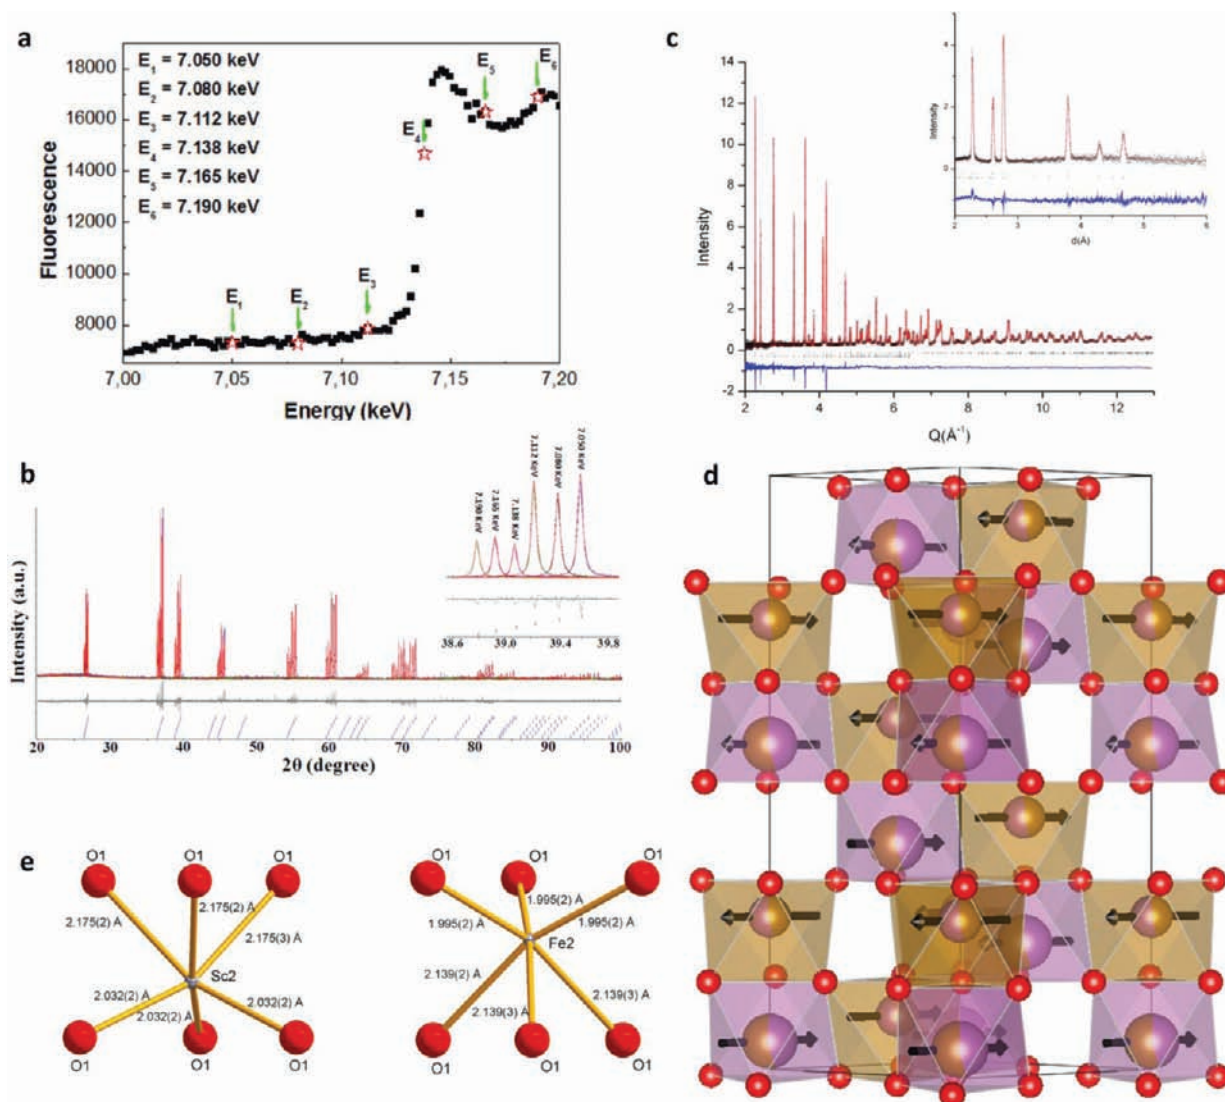 a
E₁ = 7.050 keV
E₂ = 7.080 keV
E₃ = 7.112 keV
E₄ = 7.138 keV
E₅ = 7.165 keV
E₆ = 7.190 keV
E₁
E₂
E₃
E₄
E₅
E₆
18000
16000
14000
12000
10000
8000
Fluorescence
7,00
7,05
7,10
7,15
7,20
Energy (keV)
c
14
12
10
8
6
4
2
0
-2
Intensity
2
4
6
8
10
12
Q(Å⁻¹)
4
2
0
Intensity
2
3
4
5
6
d(Å)
b
Intensity (a.u.)
20
30
40
50
60
70
80
90
100
2θ (degree)
7.190 KeV
7.165 KeV
7.138 KeV
7.112 KeV
7.080 KeV
7.050 KeV
38.6
39.0
39.4
39.8
d
e
O1
O1
O1
2.175(2) Å
2.175(2) Å
2.175(3) Å
Sc2
2.032(2) Å
2.032(2) Å
2.032(2) Å
O1
O1
O1
O1
O1
O1
1.995(2) Å
1.995(2) Å
1.995(2) Å
Fe2
2.139(2) Å
2.139(3) Å
2.139(3) Å
O1
O1
O1